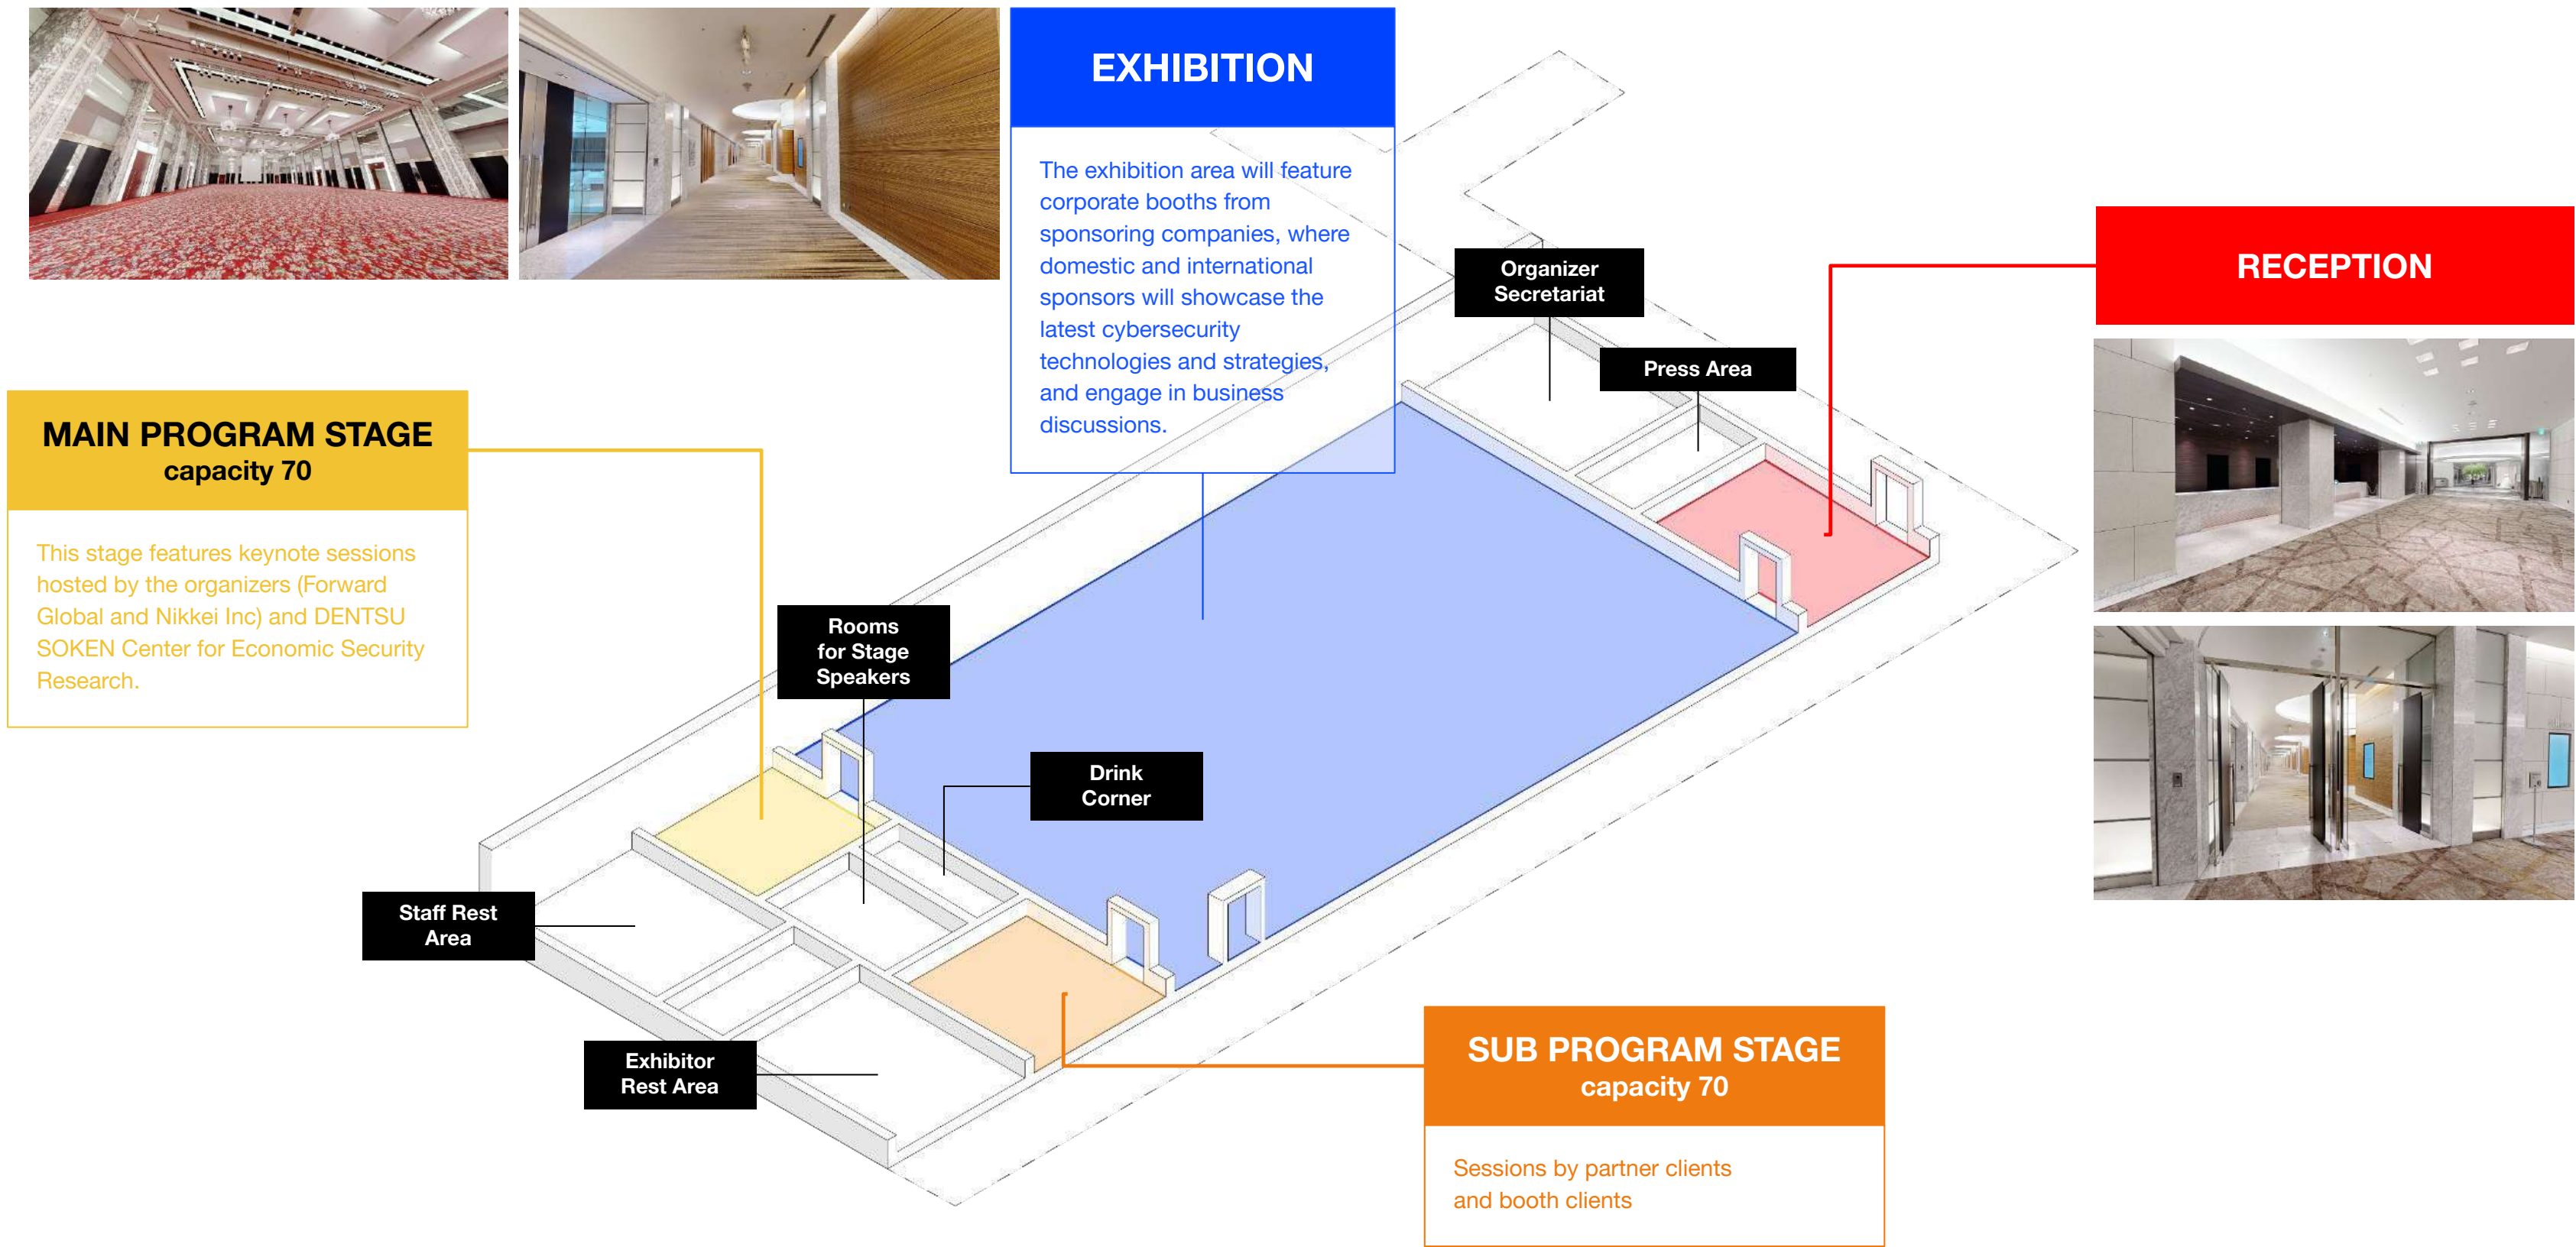 EXHIBITION
The exhibition area will feature
corporate booths from
sponsoring companies, where
domestic and international
sponsors will showcase the
latest cybersecurity
technologies and strategies,
and engage in business
discussions.
RECEPTION
Organizer
Secretariat
Press Area
MAIN PROGRAM STAGE
capacity 70
This stage features keynote sessions
hosted by the organizers (Forward
Global and Nikkei Inc) and DENTSU
SOKEN Center for Economic Security
Research.
Rooms
for Stage
Speakers
Drink
Corner
Staff Rest
Area
Exhibitor
Rest Area
SUB PROGRAM STAGE
capacity 70
Sessions by partner clients
and booth clients